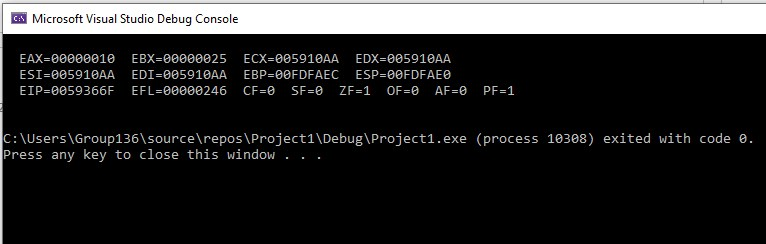 Microsoft Visual Studio Debug Console
EAX=00000010 EBX=00000025 ECX=005910AA EDX=005910AA
ESI=005910AA EDI=005910AA EBP=00FDFAEC ESP=00FDFAE0
EIP=0059366F EFL=00000246 CF=0 SF=0 ZF=1 OF=0 AF=0 PF=1
C:\Users\Group136\source\repos\Project1\Debug\Project1.exe (process 10308) exited with code 0.
Press any key to close this window . . .